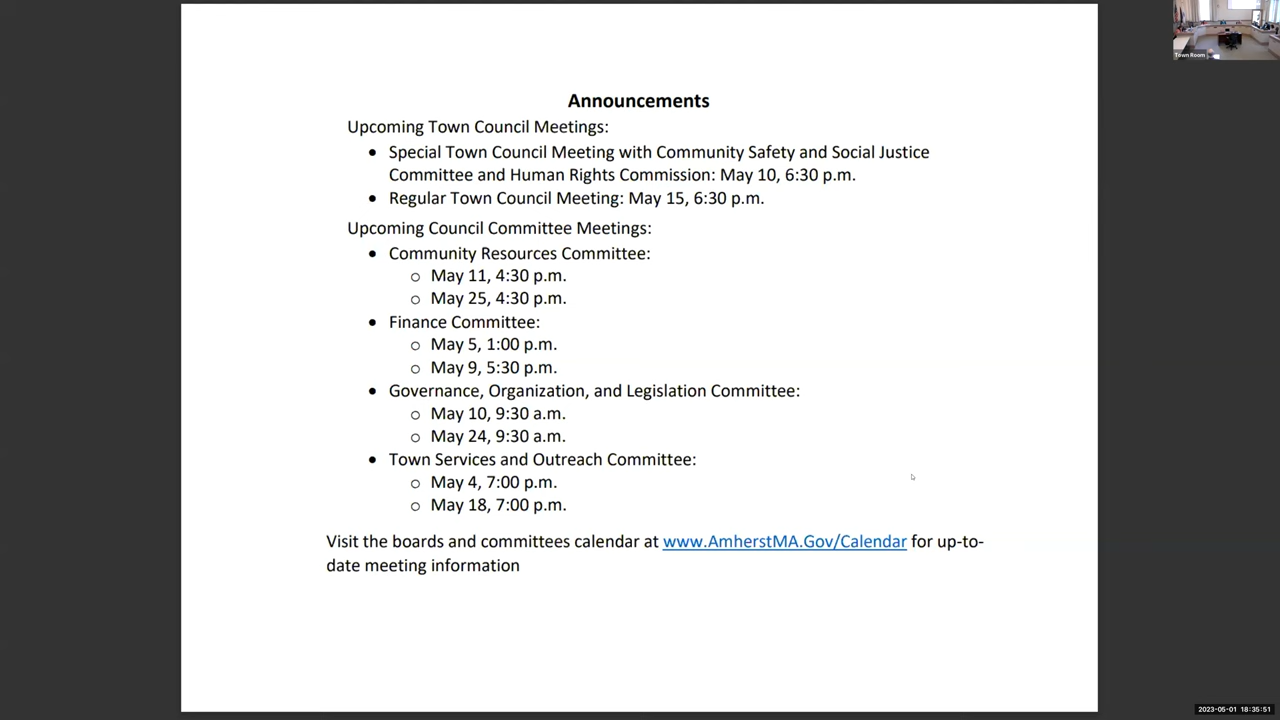 Announcements
Upcoming Town Council Meetings:
• Special Town Council Meeting with Community Safety and Social Justice
Committee and Human Rights Commission: May 10, 6:30 p.m.
• Regular Town Council Meeting: May 15, 6:30 p.m.
Upcoming Council Committee Meetings:
• Community Resources Committee:
o May 11, 4:30 p.m.
o May 25, 4:30 p.m.
• Finance Committee:
o May 5, 1:00 p.m.
o May 9, 5:30 p.m.
• Governance, Organization, and Legislation Committee:
o May 10, 9:30 a.m.
o May 24, 9:30 a.m.
• Town Services and Outreach Committee:
o May 4, 7:00 p.m.
o May 18, 7:00 p.m.
Visit the boards and committees calendar at www.AmherstMA.Gov/Calendar for up-to-
date meeting information
Town Room
2023-05-01 18:35:51